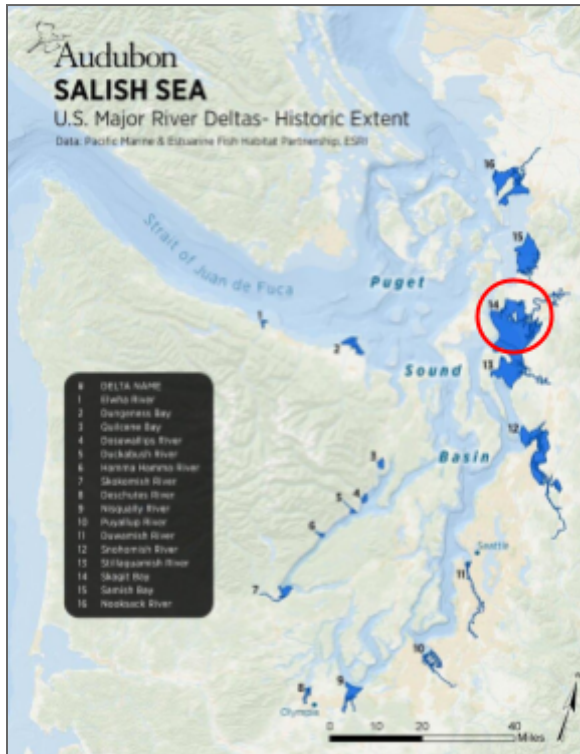 Audubon
SALISH SEA
U.S. Major River Deltas- Historic Extent
Data: Pacific Marine & Estuarine Fish Habitat Partnership, ESRI
16
15
Strait of Juan de Fuca
Puget
14
1
2
Sound
13
12
Basin
3
4
5
6
Seattle
11
7
10
8
9
Olympia
# DELTA NAME
1 Elwha River
2 Dungeness Bay
3 Quilcene Bay
4 Dosewallips River
5 Duckabush River
6 Hamma Hamma River
7 Skokomish River
8 Deschutes River
9 Nisqually River
10 Puyallup River
11 Duwamish River
12 Snohomish River
13 Stillaguamish River
14 Skagit Bay
15 Samish Bay
16 Nooksack River
0 10 20 40
Miles